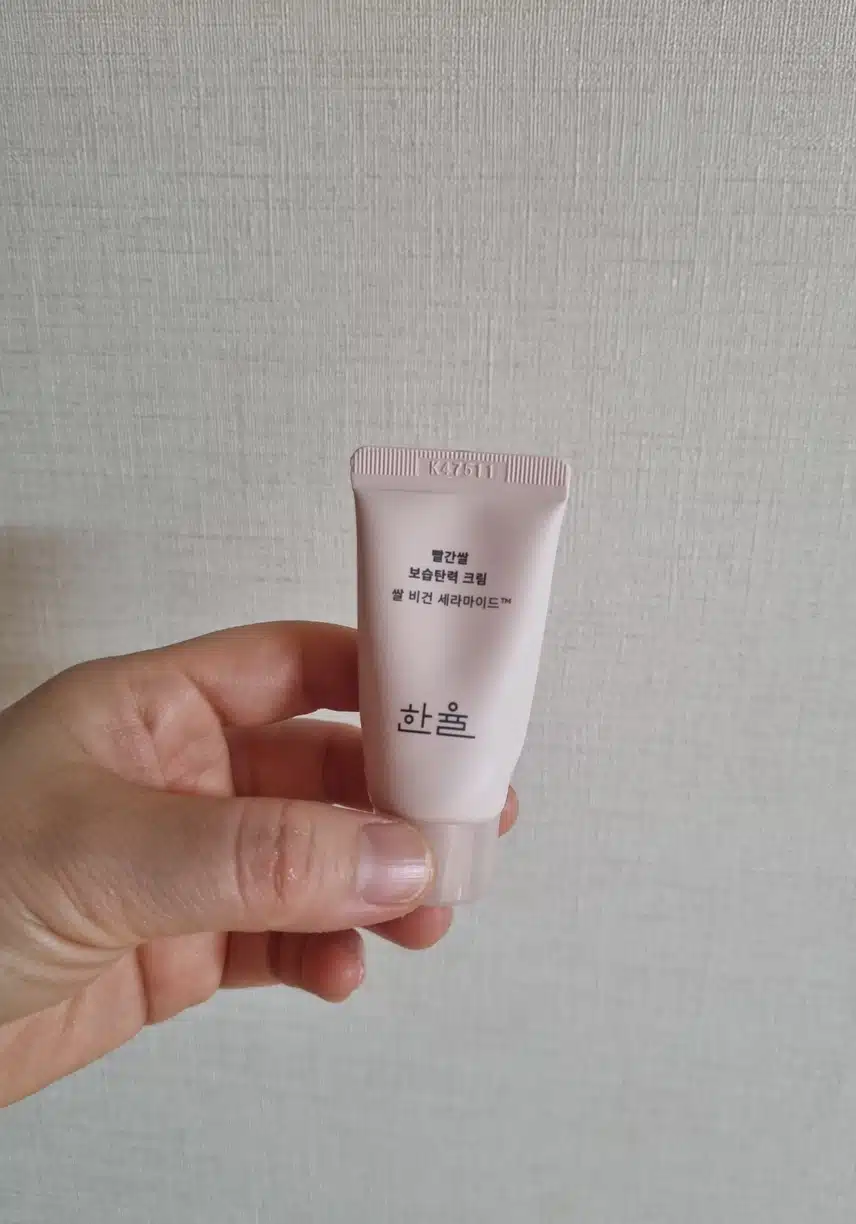 K47511
빨간쌀
보습탄력 크림
쌀 비건 세라마이드™
한율